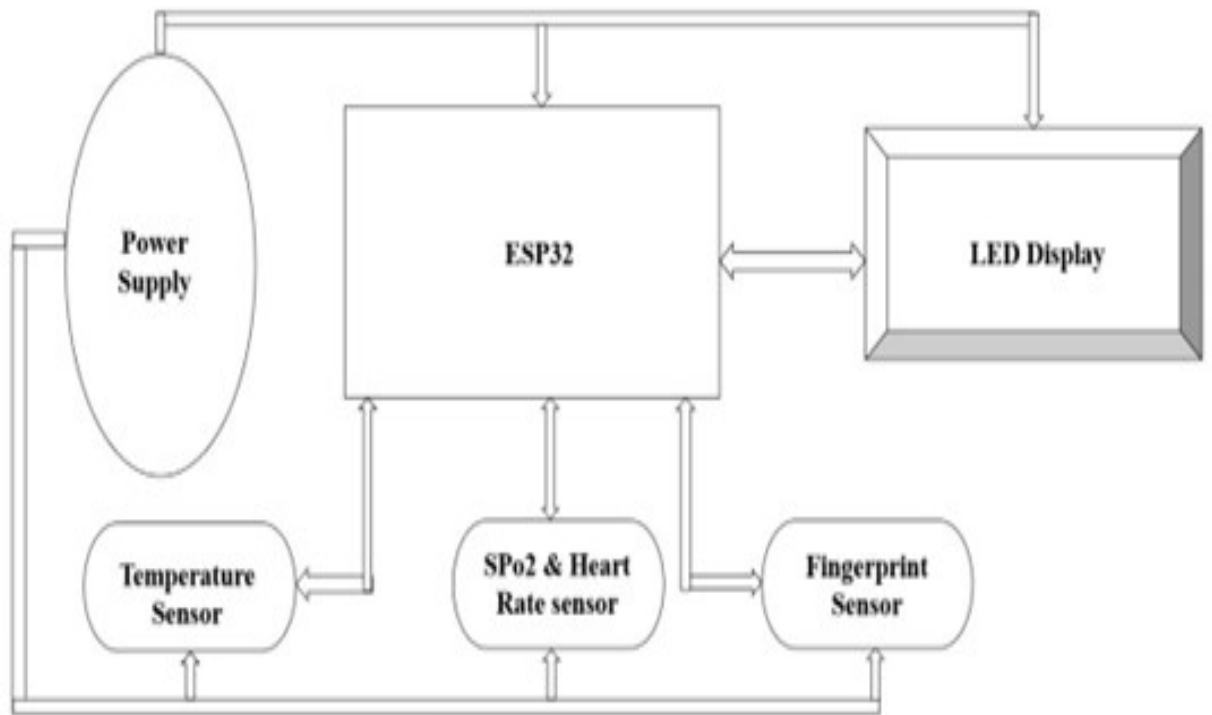 Power
Supply
ESP32
LED Display
Temperature
Sensor
SPo2 & Heart
Rate sensor
Fingerprint
Sensor